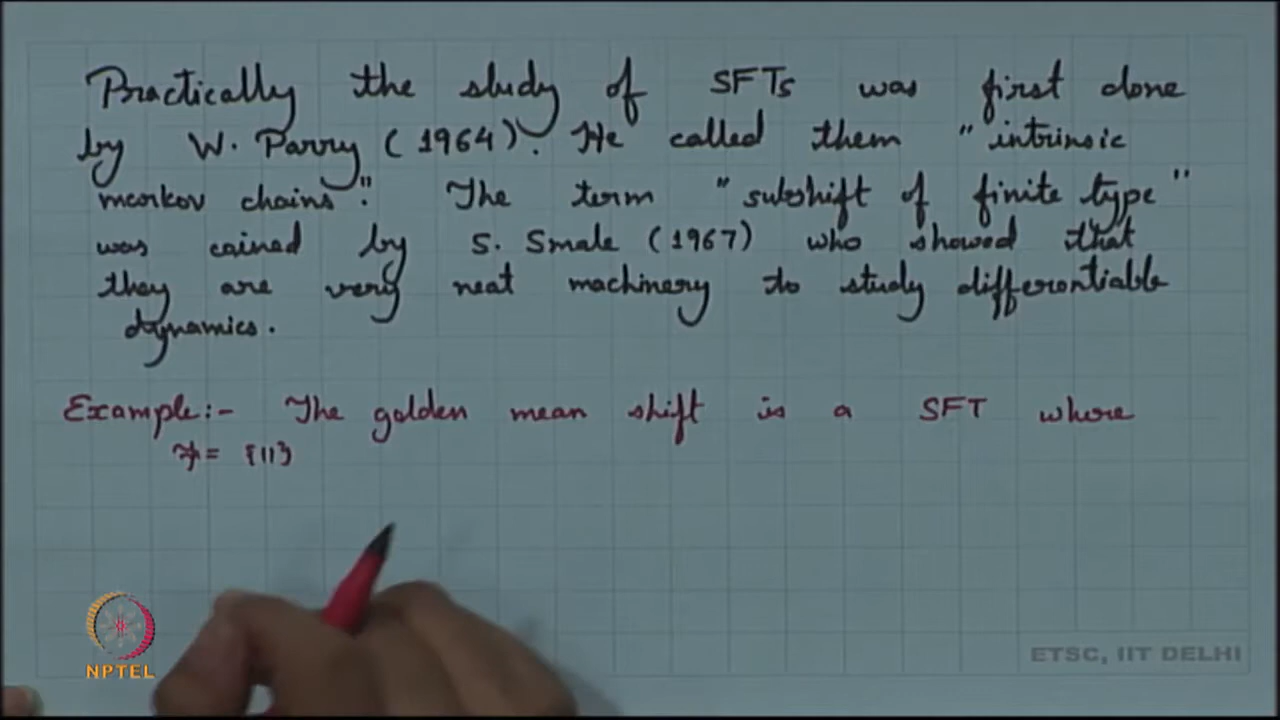 Practically the study of SFTs was first done
by W. Parry (1964). He called them "intrinsic
markov chains". The term "subshift of finite type"
was coined by S. Smale (1967) who showed that
they are very neat machinery to study differentiable
dynamics.
Example:- The golden mean shift is a SFT where
ℱ = {11}
NPTEL
ETSC, IIT DELHI